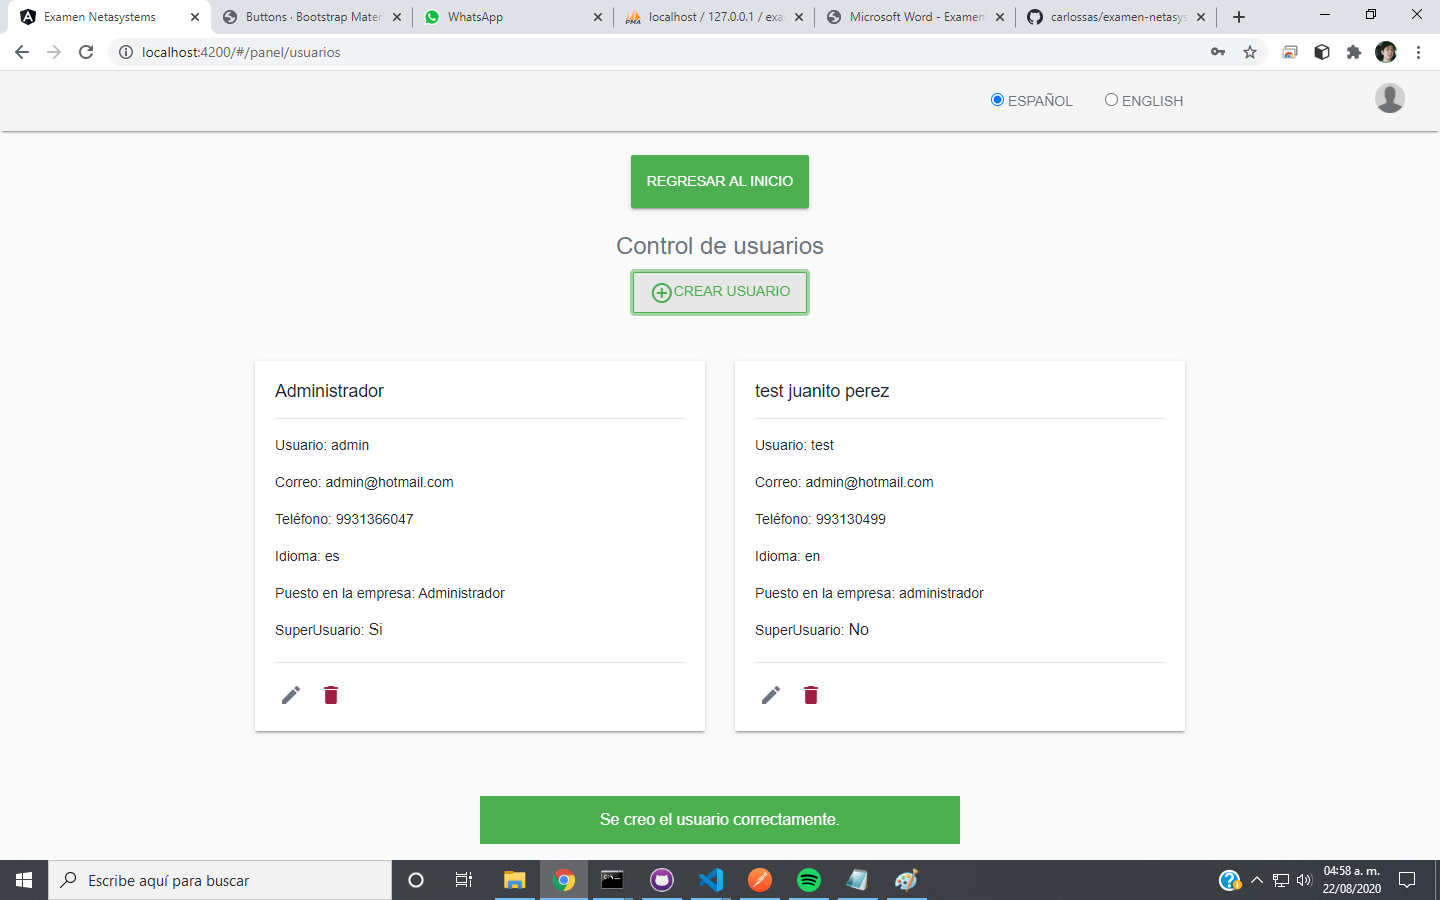 Examen Netasystems
Buttons · Bootstrap Mater
WhatsApp
localhost / 127.0.0.1 / exa
Microsoft Word - Examen
carlossas/examen-netasys
localhost:4200/#/panel/usuarios
ESPAÑOL
ENGLISH
REGRESAR AL INICIO
Control de usuarios
CREAR USUARIO
Administrador
Usuario: admin
Correo: admin@hotmail.com
Teléfono: 9931366047
Idioma: es
Puesto en la empresa: Administrador
SuperUsuario: Si
test juanito perez
Usuario: test
Correo: admin@hotmail.com
Teléfono: 993130499
Idioma: en
Puesto en la empresa: administrador
SuperUsuario: No
Se creo el usuario correctamente.
Escribe aquí para buscar
04:58 a. m.
22/08/2020